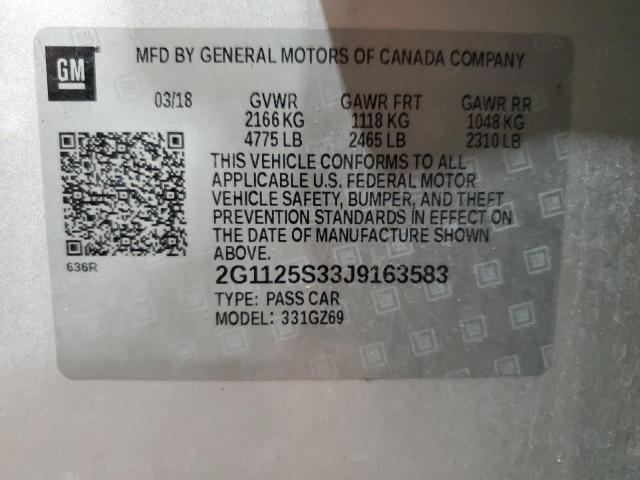 GM
MFD BY GENERAL MOTORS OF CANADA COMPANY
03/18 GVWR GAWR FRT GAWR RR
2166 KG 1118 KG 1048 KG
4775 LB 2465 LB 2310 LB
THIS VEHICLE CONFORMS TO ALL
APPLICABLE U.S. FEDERAL MOTOR
VEHICLE SAFETY, BUMPER, AND THEFT
PREVENTION STANDARDS IN EFFECT ON
THE DATE OF MANUFACTURE SHOWN
ABOVE.
636R
2G1125S33J9163583
TYPE: PASS CAR
MODEL: 331GZ69